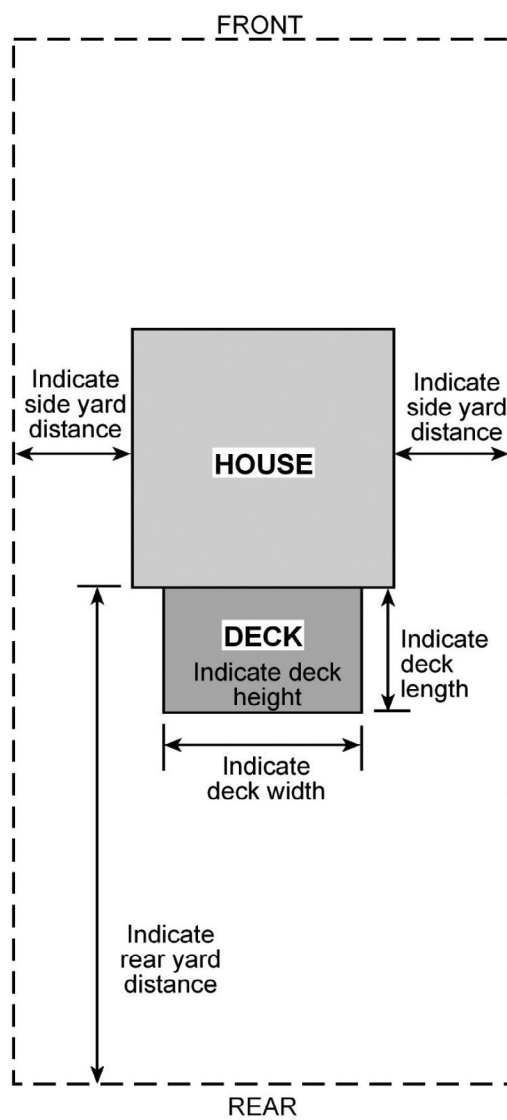 FRONT
Indicate
side yard
distance
Indicate
side yard
distance
HOUSE
DECK
Indicate deck
height
Indicate
deck
length
Indicate
deck width
Indicate
rear yard
distance
REAR